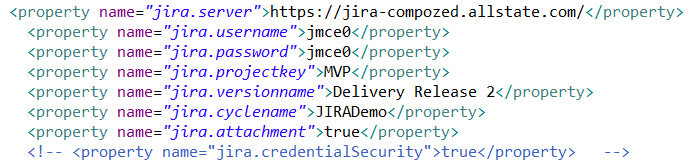 <property name="jira.server">https://jira-compozed.allstate.com/</property>
<property name="jira.username">jmce0</property>
<property name="jira.password">jmce0</property>
<property name="jira.projectkey">MVP</property>
<property name="jira.versionname">Delivery Release 2</property>
<property name="jira.cyclename">JIRADemo</property>
<property name="jira.attachment">true</property>
<!-- <property name="jira.credentialSecurity">true</property> -->